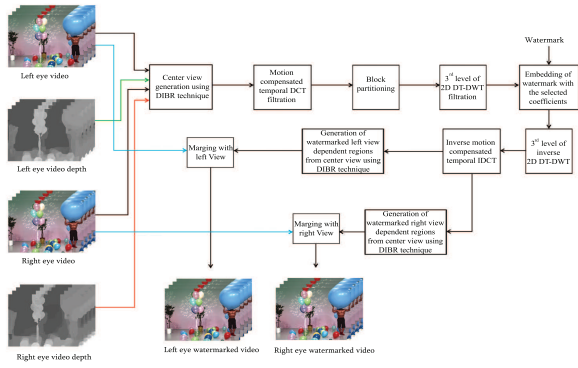 Left eye video
Left eye video depth
Right eye video
Right eye video depth
Center view
generation using
DIBR technique
Motion
compensated
temporal DCT
filtration
Block
partitioning
3rd level of
2D DT-DWT
filtration
Watermark
Embedding of
watermark with
the selected
coefficients
3rd level of
inverse
2D DT-DWT
Inverse motion
compensated
temporal IDCT
Generation of
watermarked left view
dependent regions
from center view using
DIBR technique
Marging with
left View
Generation of
watermarked right view
dependent regions
from center view using
DIBR technique
Marging with
right View
Left eye watermarked video
Right eye watermarked video